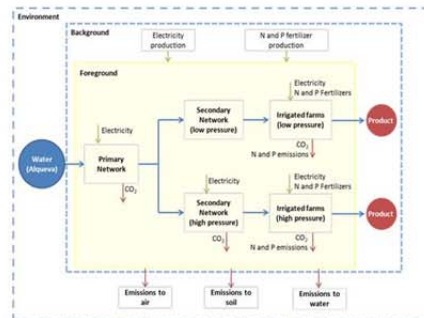 Environment
Background
Electricity
production
N and P fertilizer
production
Foreground
Electricity
N and P Fertilizers
Secondary
Network
(low pressure)
Irrigated farms
(low pressure)
Product
Electricity
Water
(Alqueva)
Primary
Network
CO2
N and P emissions
CO2
Electricity
Electricity
N and P Fertilizers
Secondary
Network
(high pressure)
Irrigated farms
(high pressure)
Product
CO2
CO2
N and P emissions
Emissions to
air
Emissions to
soil
Emissions to
water